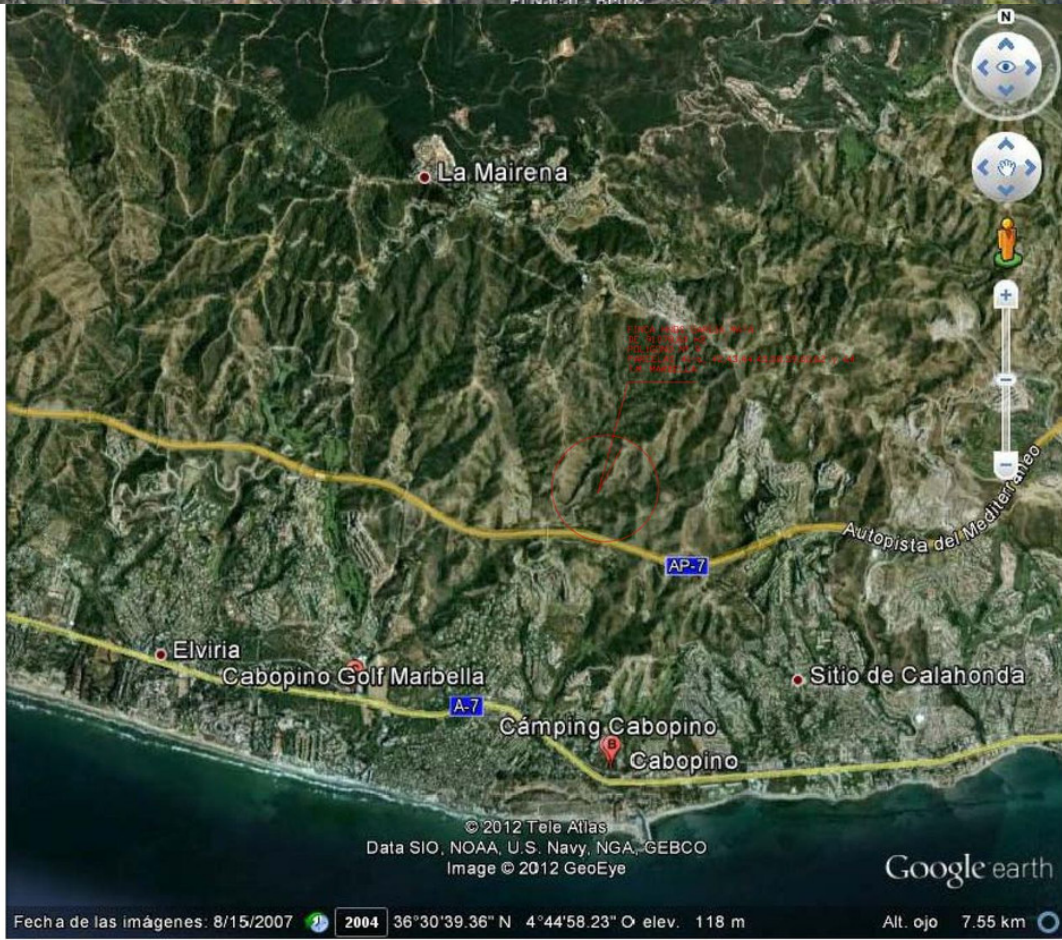 N
La Mairena
Autopista del Mediterráneo
AP-7
Elviria
Cabopino Golf Marbella
Sitio de Calahonda
A-7
Cámping Cabopino
B
Cabopino
© 2012 Tele Atlas
Data SIO, NOAA, U.S. Navy, NGA, GEBCO
Image © 2012 GeoEye
Google earth
Fecha de las imágenes: 8/15/2007 2004 36°30'39.36" N 4°44'58.23" O elev. 118 m Alt. ojo 7.55 km